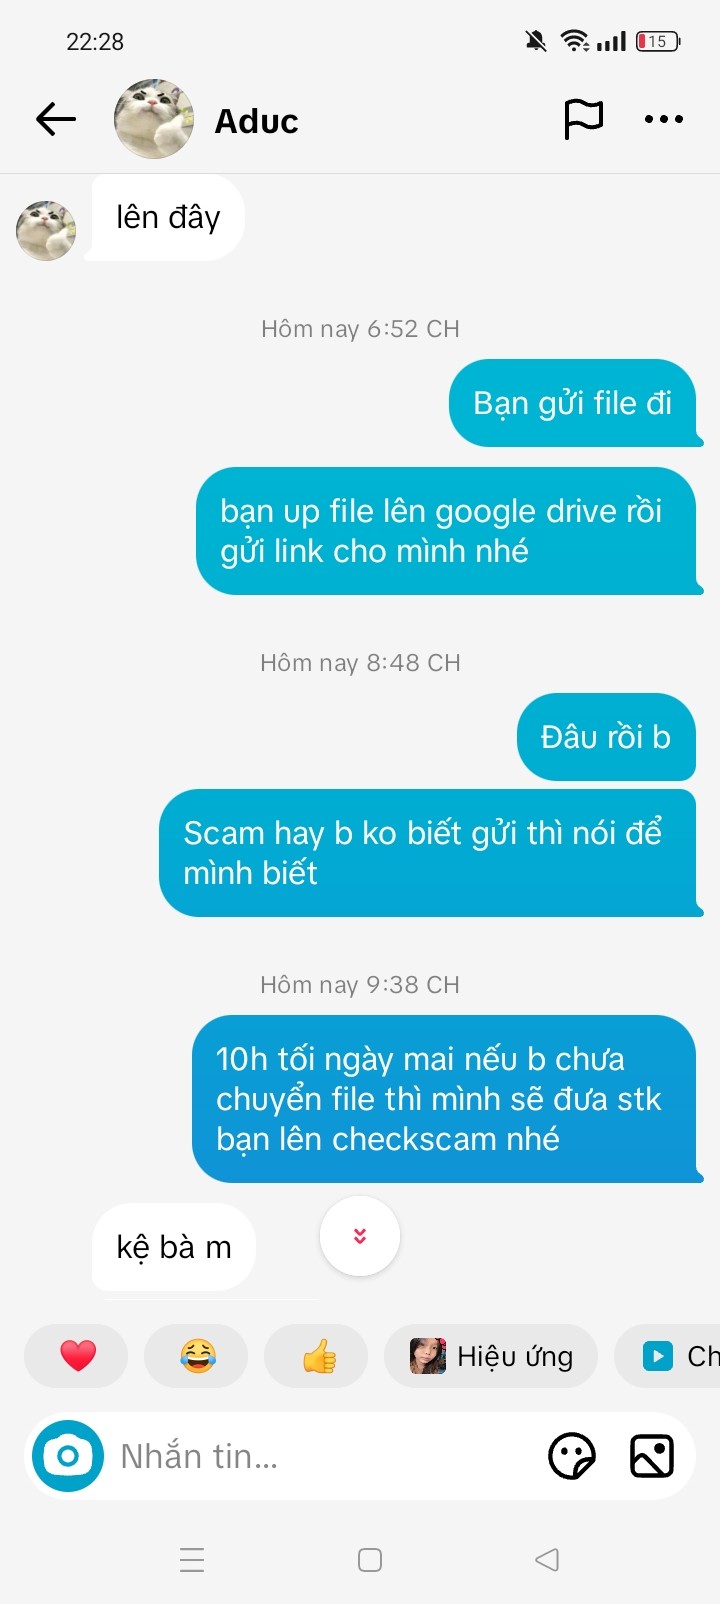 22:28
15
Aduc
lên đây
Hôm nay 6:52 CH
Bạn gửi file đi
bạn up file lên google drive rồi
gửi link cho mình nhé
Hôm nay 8:48 CH
Đâu rồi b
Scam hay b ko biết gửi thì nói để
mình biết
Hôm nay 9:38 CH
10h tối ngày mai nếu b chưa
chuyển file thì mình sẽ đưa stk
bạn lên checkscam nhé
kệ bà m
Hiệu ứng
Ch
Nhắn tin...